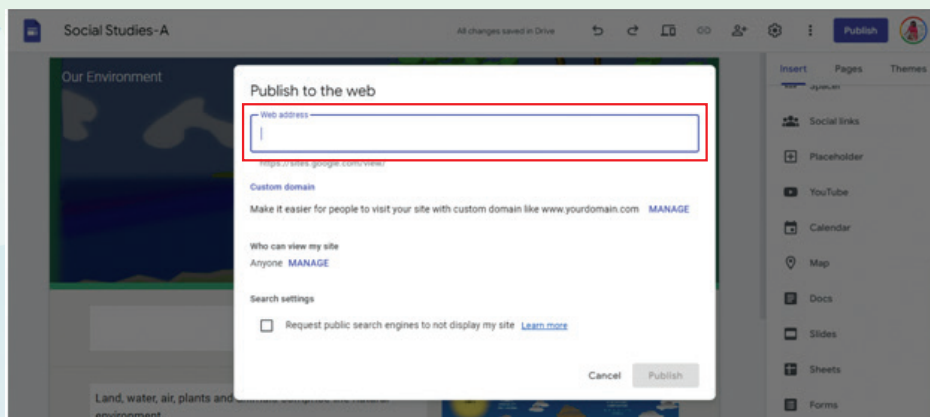 Social Studies-A
All changes saved in Drive
Publish
Our Environment
Insert Pages Themes
Spacer
Social links
Placeholder
YouTube
Calendar
Map
Docs
Slides
Sheets
Forms
Publish to the web
Web address
https://sites.google.com/view/
Custom domain
Make it easier for people to visit your site with custom domain like www.yourdomain.com MANAGE
Who can view my site
Anyone MANAGE
Search settings
Request public search engines to not display my site Learn more
Cancel Publish
Land, water, air, plants and animals comprise the natural
environment